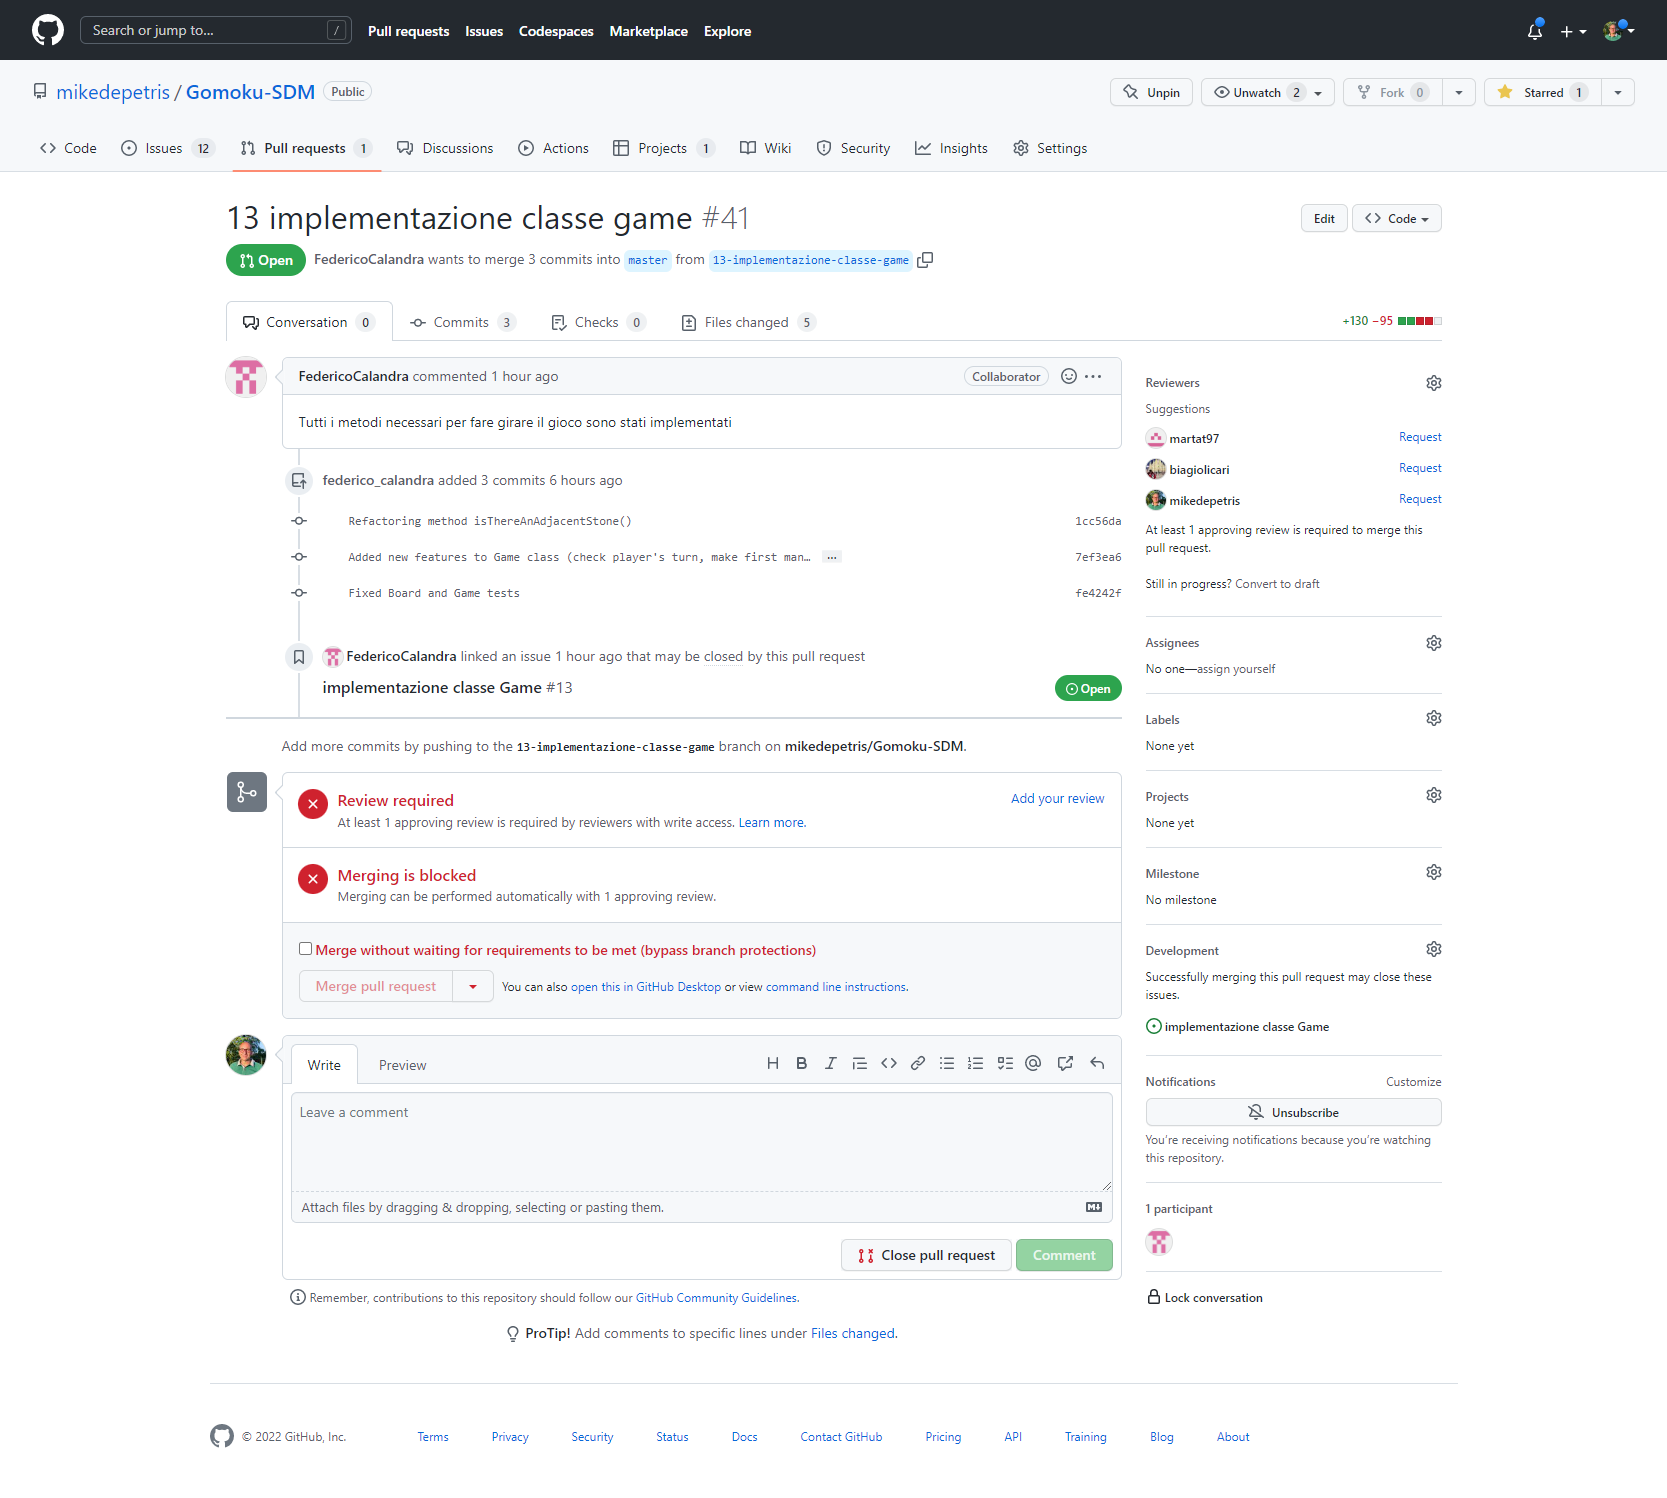 Search or jump to... /
Pull requests Issues Codespaces Marketplace Explore
mikedepetris / Gomoku-SDM Public
Unpin Unwatch 2 Fork 0 Starred 1
Code Issues 12 Pull requests 1 Discussions Actions Projects 1 Wiki Security Insights Settings
13 implementazione classe game #41
Edit <> Code
Open FedericoCalandra wants to merge 3 commits into master from 13-implementazione-classe-game
Conversation 0 Commits 3 Checks 0 Files changed 5
+130 −95
FedericoCalandra commented 1 hour ago
Collaborator
Tutti i metodi necessari per fare girare il gioco sono stati implementati
federico_calandra added 3 commits 6 hours ago
Refactoring method isThereAnAdjacentStone() 1cc56da
Added new features to Game class (check player's turn, make first man… … 7ef3ea6
Fixed Board and Game tests fe4242f
FedericoCalandra linked an issue 1 hour ago that may be closed by this pull request
implementazione classe Game #13
Open
Add more commits by pushing to the 13-implementazione-classe-game branch on mikedepetris/Gomoku-SDM.
Review required
Add your review
At least 1 approving review is required by reviewers with write access. Learn more.
Merging is blocked
Merging can be performed automatically with 1 approving review.
Merge without waiting for requirements to be met (bypass branch protections)
Merge pull request
You can also open this in GitHub Desktop or view command line instructions.
Write Preview
H B I
Leave a comment
Attach files by dragging & dropping, selecting or pasting them.
Close pull request Comment
Remember, contributions to this repository should follow our GitHub Community Guidelines.
ProTip! Add comments to specific lines under Files changed.
Reviewers
Suggestions
martat97 Request
biagiolicari Request
mikedepetris Request
At least 1 approving review is required to merge this
pull request.
Still in progress? Convert to draft
Assignees
No one—assign yourself
Labels
None yet
Projects
None yet
Milestone
No milestone
Development
Successfully merging this pull request may close these
issues.
implementazione classe Game
Notifications Customize
Unsubscribe
You're receiving notifications because you're watching
this repository.
1 participant
Lock conversation
© 2022 GitHub, Inc. Terms Privacy Security Status Docs Contact GitHub Pricing API Training Blog About